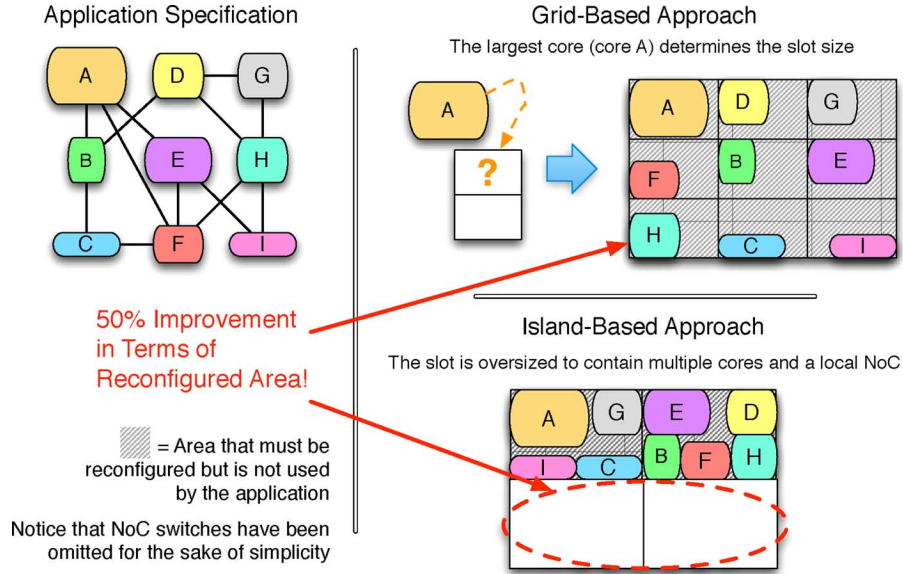 Application Specification
A
D
G
B
E
H
C
F
I
50% Improvement
in Terms of
Reconfigured Area!
= Area that must be
reconfigured but is not used
by the application
Notice that NoC switches have been
omitted for the sake of simplicity
Grid-Based Approach
The largest core (core A) determines the slot size
A
?
A
D
G
F
B
E
H
C
I
Island-Based Approach
The slot is oversized to contain multiple cores and a local NoC
A
G
E
D
I
C
B
F
H